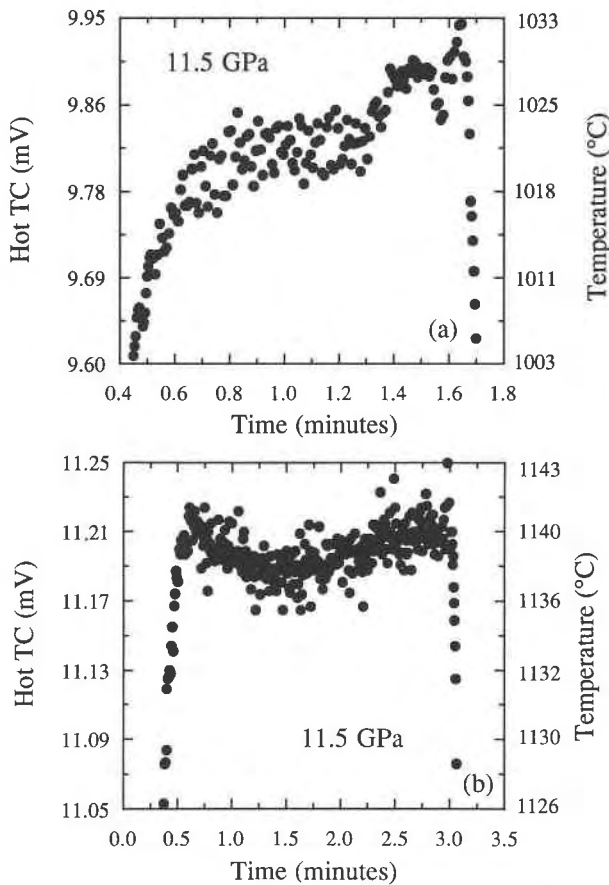 9.95
9.86
9.78
9.69
9.60
Hot TC (mV)
11.5 GPa
(a)
1033
1025
1018
1011
1003
Temperature (°C)
0.4 0.6 0.8 1.0 1.2 1.4 1.6 1.8
Time (minutes)
11.25
11.21
11.17
11.13
11.09
11.05
Hot TC (mV)
11.5 GPa
(b)
1143
1140
1136
1132
1130
1126
Temperature (°C)
0.0 0.5 1.0 1.5 2.0 2.5 3.0 3.5
Time (minutes)